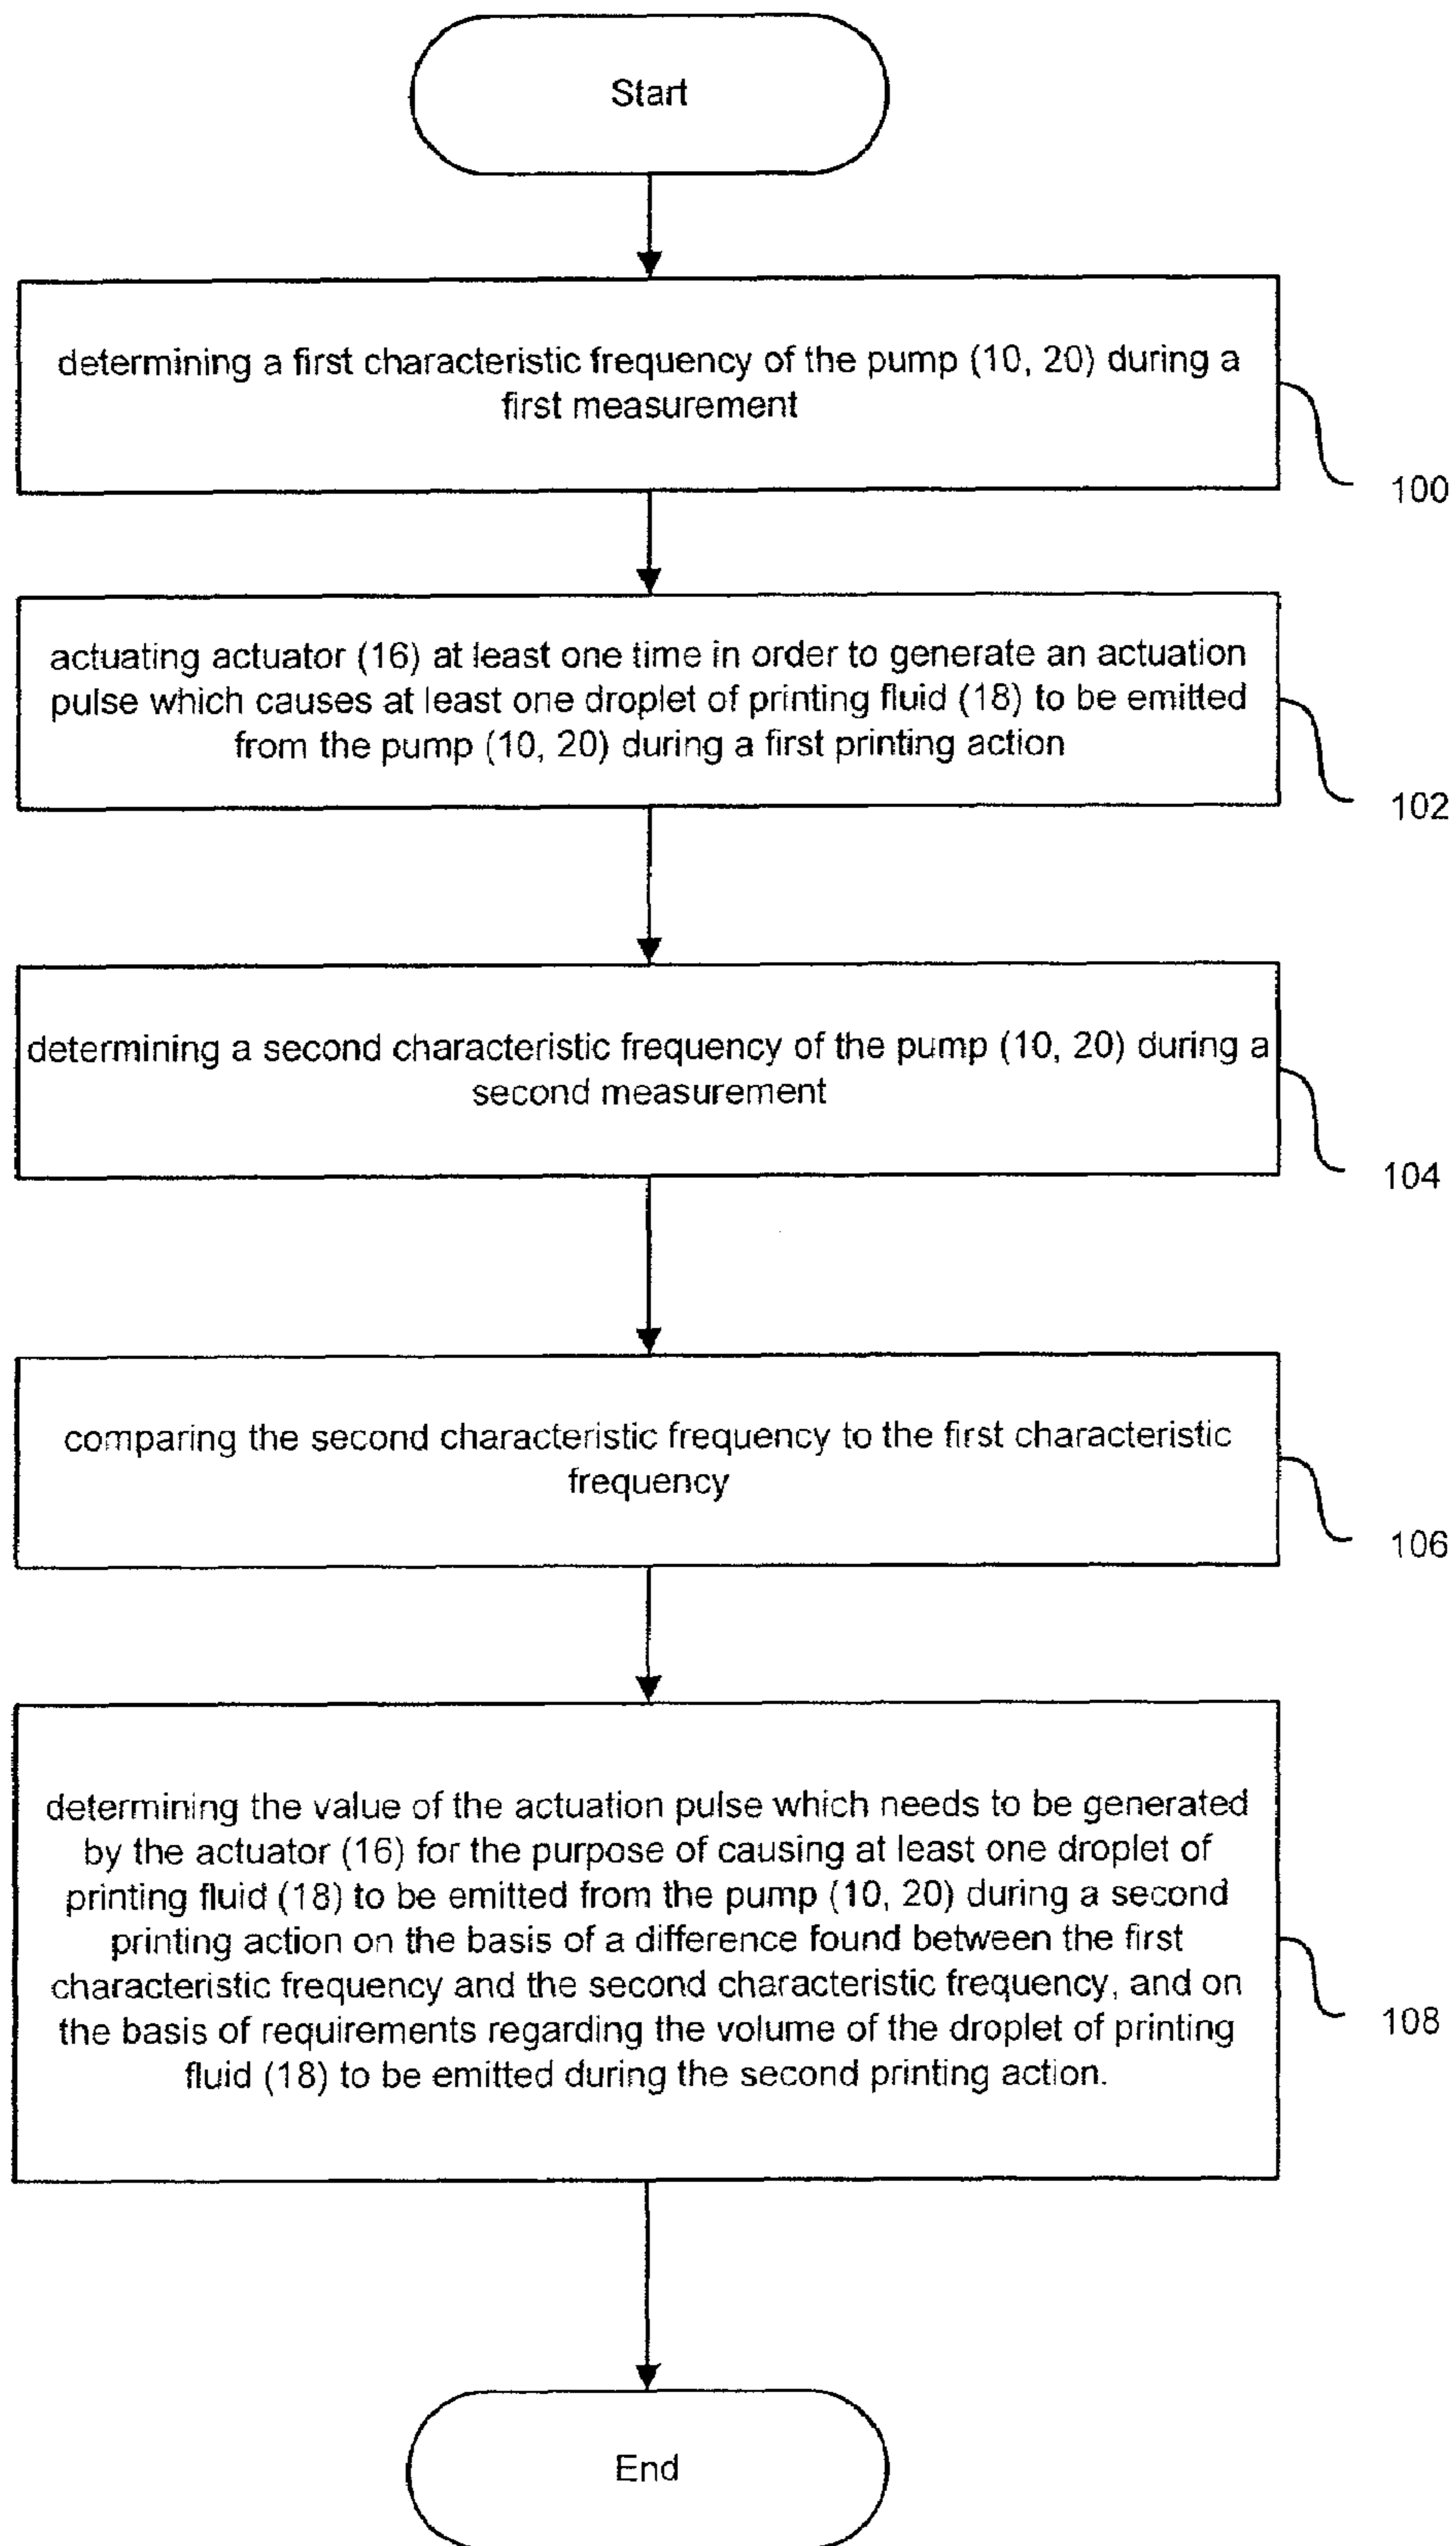 Start
determining a first characteristic frequency of the pump (10, 20) during a
first measurement
100
actuating actuator (16) at least one time in order to generate an actuation
pulse which causes at least one droplet of printing fluid (18) to be emitted
from the pump (10, 20) during a first printing action
102
determining a second characteristic frequency of the pump (10, 20) during a
second measurement
104
comparing the second characteristic frequency to the first characteristic
frequency
106
determining the value of the actuation pulse which needs to be generated
by the actuator (16) for the purpose of causing at least one droplet of
printing fluid (18) to be emitted from the pump (10, 20) during a second
printing action on the basis of a difference found between the first
characteristic frequency and the second characteristic frequency, and on
the basis of requirements regarding the volume of the droplet of printing
fluid (18) to be emitted during the second printing action.
108
End